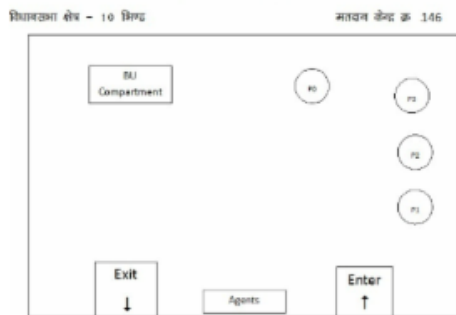 विधानसभा क्षेत्र - 10 भिण्ड
मतदान केन्द्र क्र 146
BU
Compartment
P0
P3
P2
P1
Exit
↓
Agents
Enter
↑